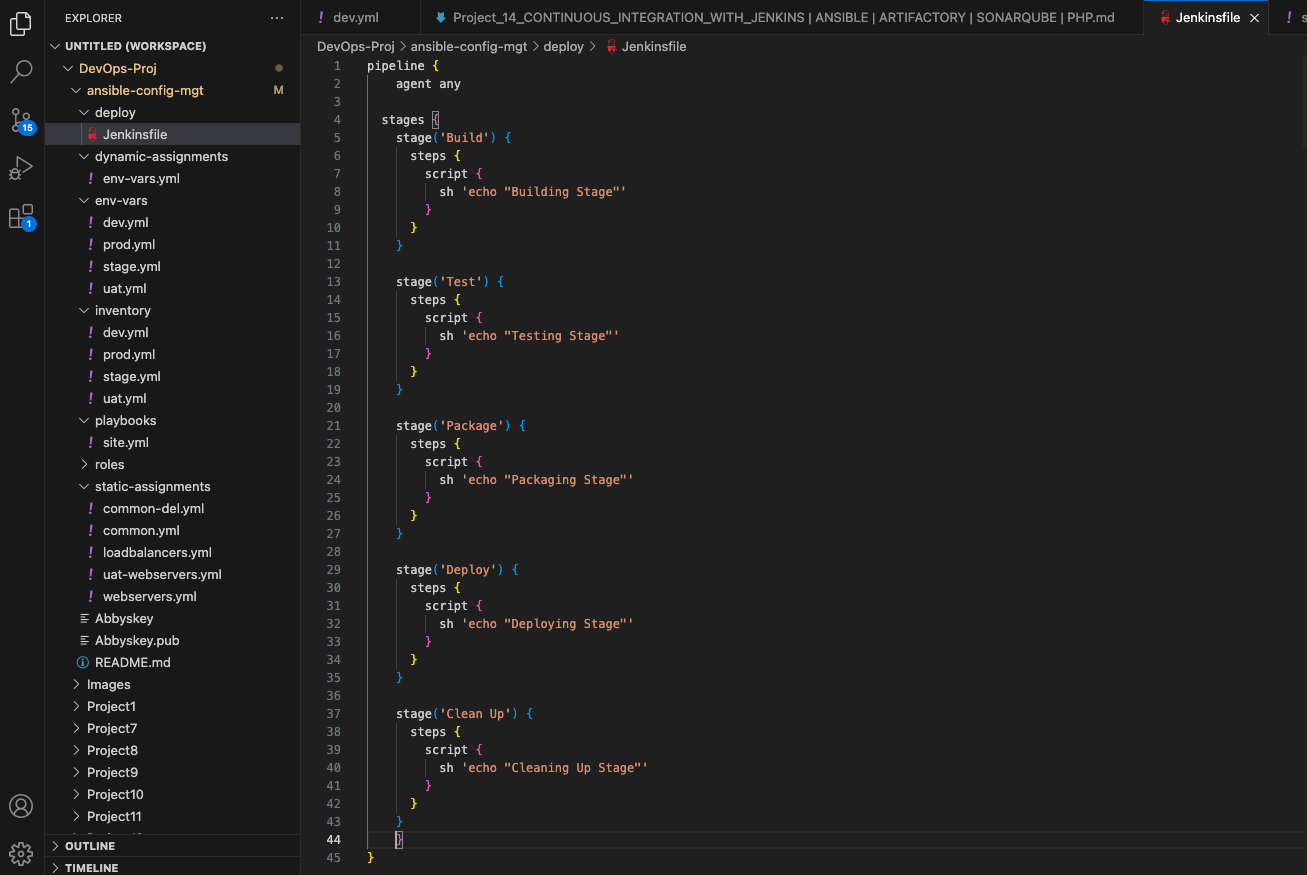 EXPLORER
UNTITLED (WORKSPACE)
DevOps-Proj
ansible-config-mgt M
deploy
Jenkinsfile
dynamic-assignments
! env-vars.yml
env-vars
! dev.yml
! prod.yml
! stage.yml
! uat.yml
inventory
! dev.yml
! prod.yml
! stage.yml
! uat.yml
playbooks
! site.yml
roles
static-assignments
! common-del.yml
! common.yml
! loadbalancers.yml
! uat-webservers.yml
! webservers.yml
Abbyskey
Abbyskey.pub
README.md
Images
Project1
Project7
Project8
Project9
Project10
Project11
OUTLINE
TIMELINE
15
1
! dev.yml
Project_14_CONTINUOUS_INTEGRATION_WITH_JENKINS | ANSIBLE | ARTIFACTORY | SONARQUBE | PHP.md
Jenkinsfile
! s
DevOps-Proj > ansible-config-mgt > deploy > Jenkinsfile
1 pipeline {
2 agent any
3
4 stages {
5 stage('Build') {
6 steps {
7 script {
8 sh 'echo "Building Stage"'
9 }
10 }
11 }
12
13 stage('Test') {
14 steps {
15 script {
16 sh 'echo "Testing Stage"'
17 }
18 }
19 }
20
21 stage('Package') {
22 steps {
23 script {
24 sh 'echo "Packaging Stage"'
25 }
26 }
27 }
28
29 stage('Deploy') {
30 steps {
31 script {
32 sh 'echo "Deploying Stage"'
33 }
34 }
35 }
36
37 stage('Clean Up') {
38 steps {
39 script {
40 sh 'echo "Cleaning Up Stage"'
41 }
42 }
43 }
44 }
45 }